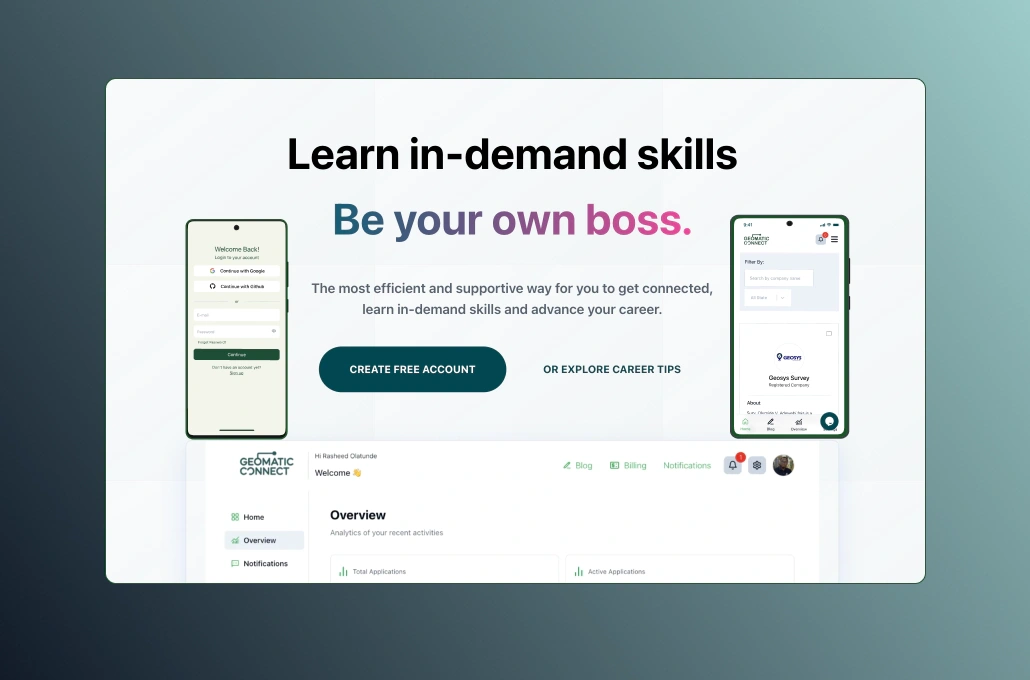 Learn in-demand skills
Be your own boss.
The most efficient and supportive way for you to get connected,
learn in-demand skills and advance your career.
CREATE FREE ACCOUNT
OR EXPLORE CAREER TIPS
Welcome Back!
Login to your account
Continue with Google
Continue with Github
or
E-mail
Password
Forgot Password?
Continue
Don't have an account yet?
Sign up
9:41
GEOMATIC
CONNECT
Filter By:
Search by company name
All State
GEOSYS
Geosys Survey
Registered Company
About
Home
Blog
Overview
GEOMATIC
CONNECT
Hi Rasheed Olatunde
Welcome 👋
Blog
Billing
Notifications
1
Home
Overview
Notifications
Overview
Analytics of your recent activities
Total Applications
Active Applications